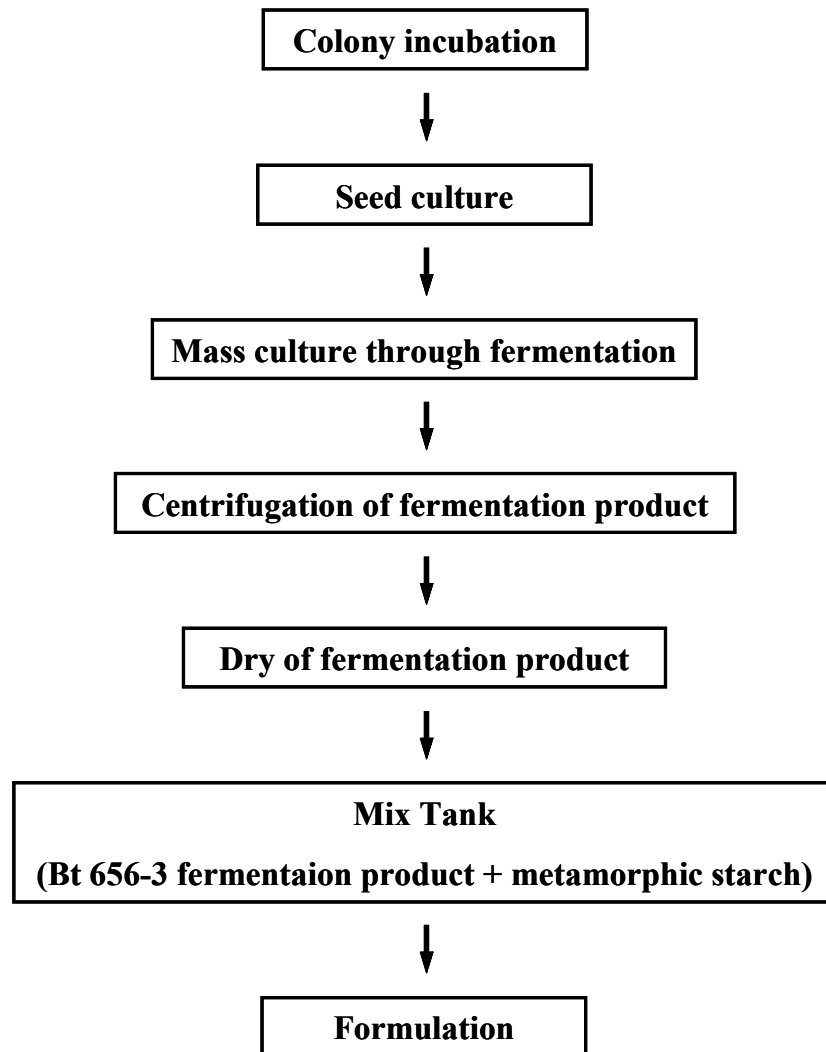 Colony incubation
Seed culture
Mass culture through fermentation
Centrifugation of fermentation product
Dry of fermentation product
Mix Tank
(Bt 656-3 fermentaion product + metamorphic starch)
Formulation